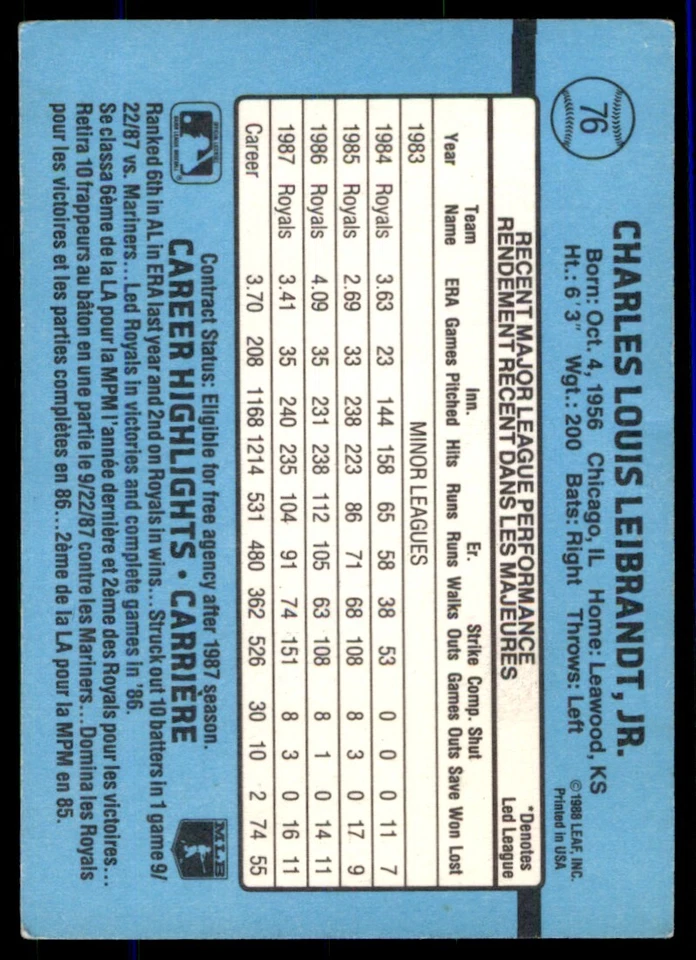 76
CHARLES LOUIS LEIBRANDT, JR.
Born: Oct. 4, 1956 Chicago, IL Home: Leawood, KS
Ht.: 6' 3" Wgt.: 200 Bats: Right Throws: Left
©1988 LEAF, INC.
Printed in USA
RECENT MAJOR LEAGUE PERFORMANCE
RENDEMENT RÉCENT DANS LES MAJEURES
*Denotes
Led League
Team Inn. Er. Strike Comp. Shut
Year Name ERA Games Pitched Hits Runs Runs Walks Outs Games Outs Save Won Lost
1983 MINOR LEAGUES
1984 Royals 3.63 23 144 158 65 58 38 53 0 0 0 11 7
1985 Royals 2.69 33 238 223 86 71 68 108 8 3 0 17 9
1986 Royals 4.09 35 231 238 112 105 63 108 8 1 0 14 11
1987 Royals 3.41 35 240 235 104 91 74 151 8 3 0 16 11
Career 3.70 208 1168 1214 531 480 362 526 30 10 2 74 55
Contract Status: Eligible for free agency after 1987 season.
CAREER HIGHLIGHTS • CARRIÈRE
MLB
Ranked 6th in AL in ERA last year and 2nd on Royals in wins... Struck out 10 batters in 1 game 9/
22/87 vs. Mariners... Led Royals in victories and complete games in '86.
Se classa 6ème de la LA pour la MPM l'année dernière et 2ème des Royals pour les victoires...
Retira 10 frappeurs au bâton en une partie le 9/22/87 contre les Mariners... Domina les Royals
pour les victoires et les parties complètes en 86... 2ème de la LA pour la MPM en 85.